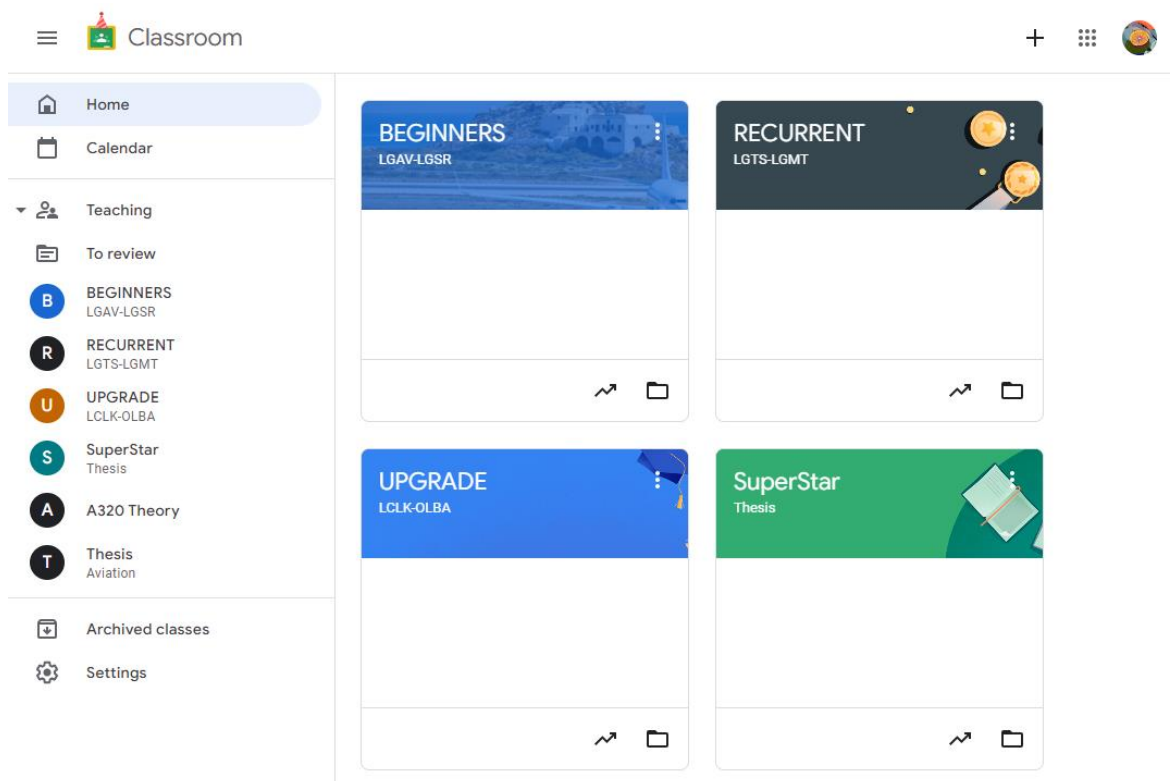 Classroom
Home
Calendar
Teaching
To review
B
BEGINNERS
LGAV-LGSR
R
RECURRENT
LGTS-LGMT
U
UPGRADE
LCLK-OLBA
S
SuperStar
Thesis
A
A320 Theory
T
Thesis
Aviation
Archived classes
Settings
BEGINNERS
LGAV-LGSR
RECURRENT
LGTS-LGMT
UPGRADE
LCLK-OLBA
SuperStar
Thesis